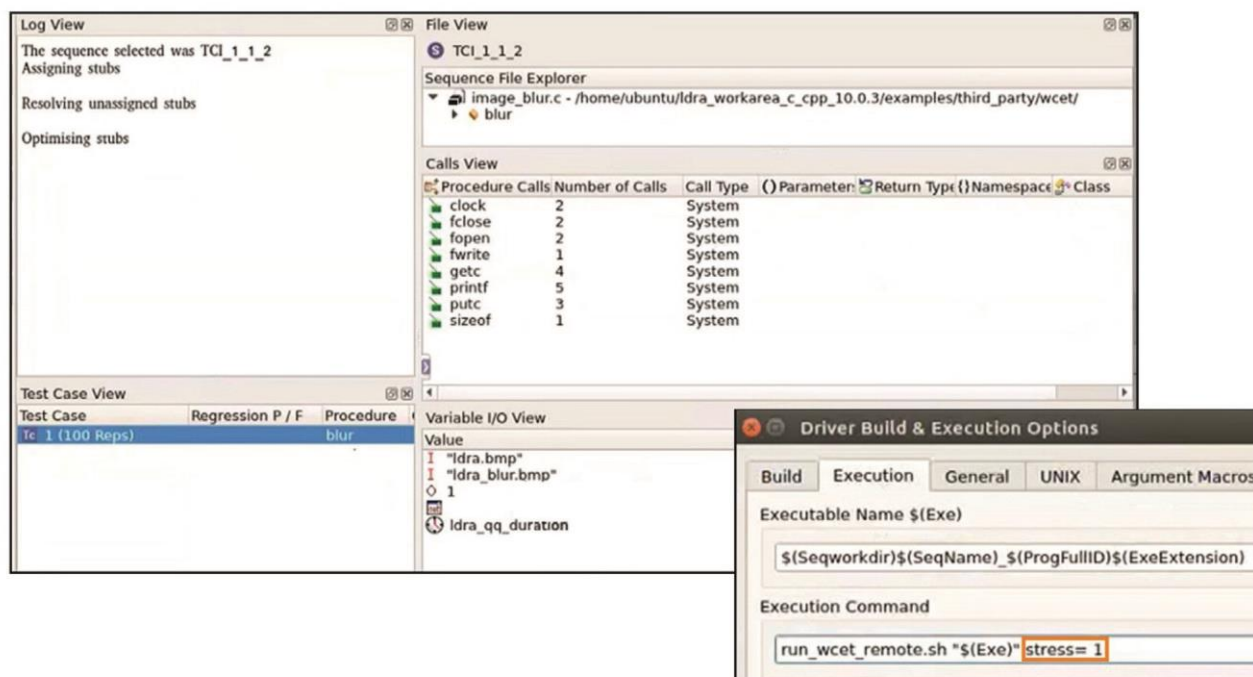 Log View
The sequence selected was TCI_1_1_2
Assigning stubs
Resolving unassigned stubs
Optimising stubs
File View
S TCI_1_1_2
Sequence File Explorer
image_blur.c - /home/ubuntu/ldra_workarea_c_cpp_10.0.3/examples/third_party/wcet/
blur
Calls View
Procedure Calls Number of Calls Call Type () Parameter: Return Type {} Namespace Class
clock 2 System
fclose 2 System
fopen 2 System
fwrite 1 System
getc 4 System
printf 5 System
putc 3 System
sizeof 1 System
Test Case View
Test Case Regression P / F Procedure
Tc 1 (100 Reps) blur
Variable I/O View
Value
I "ldra.bmp"
I "ldra_blur.bmp"
1
ldra_qq_duration
Driver Build & Execution Options
Build Execution General UNIX Argument Macros
Executable Name $(Exe)
$(Seqworkdir)$(SeqName)_$(ProgFullID)$(ExeExtension)
Execution Command
run_wcet_remote.sh "$(Exe)" stress= 1